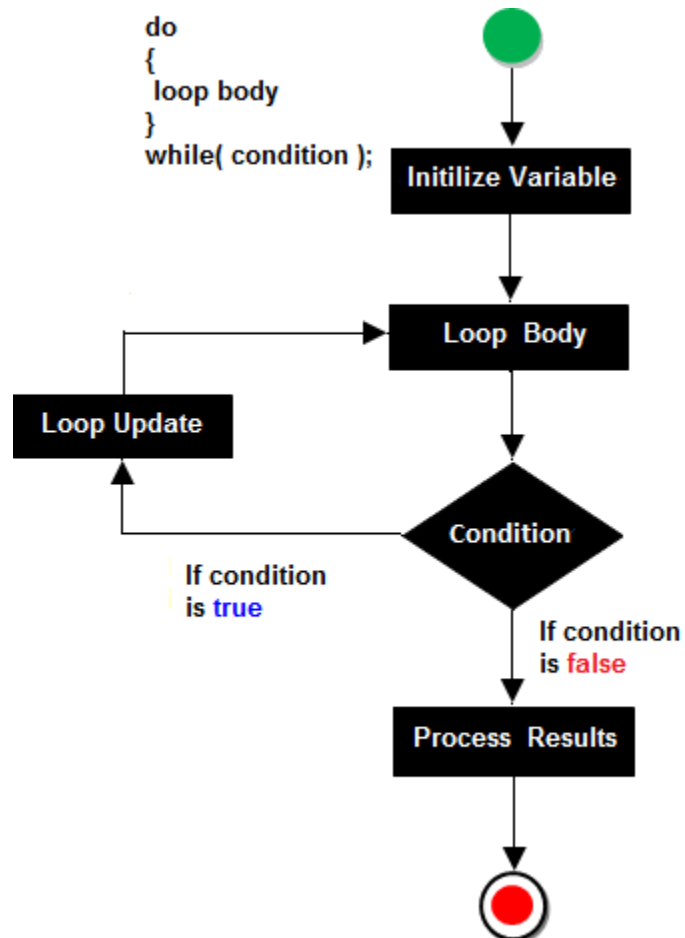 do
{
loop body
}
while( condition );
Initilize Variable
Loop Body
Loop Update
Condition
If condition
is true
If condition
is false
Process Results